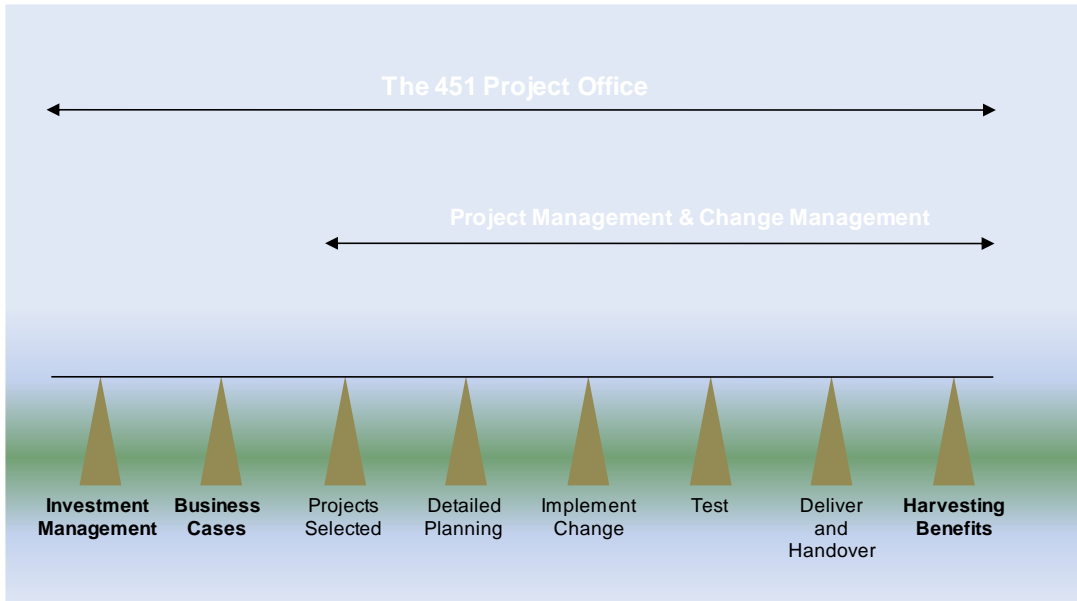 The 451 Project Office
Project Management & Change Management
Investment
Management
Business
Cases
Projects
Selected
Detailed
Planning
Implement
Change
Test
Deliver
and
Handover
Harvesting
Benefits